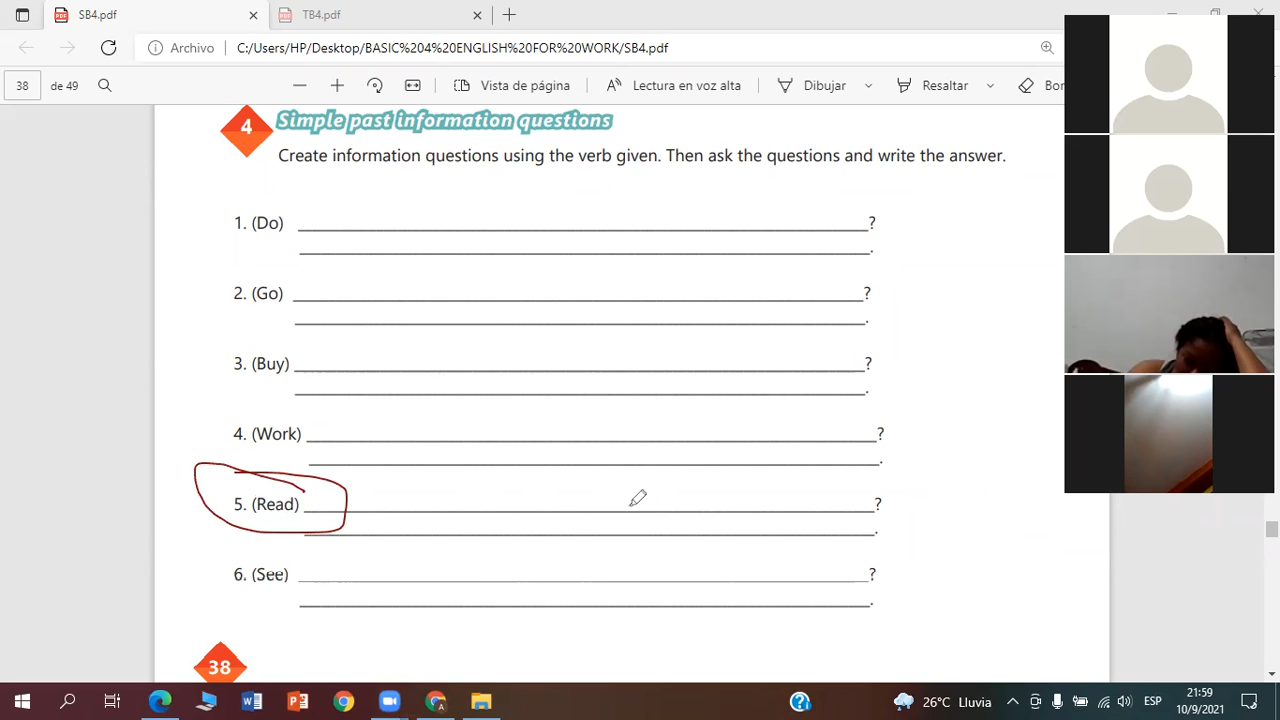 SB4.pdf
TB4.pdf
Archivo
C:/Users/HP/Desktop/BASIC%204%20ENGLISH%20FOR%20WORK/SB4.pdf
38
de 49
Vista de página
Lectura en voz alta
Dibujar
Resaltar
Bor
4 Simple past information questions
Create information questions using the verb given. Then ask the questions and write the answer.
1. (Do) ?
.
2. (Go) ?
.
3. (Buy) ?
.
4. (Work) ?
.
5. (Read) ?
.
6. (See) ?
.
38
26°C Lluvia
ESP
21:59
10/9/2021